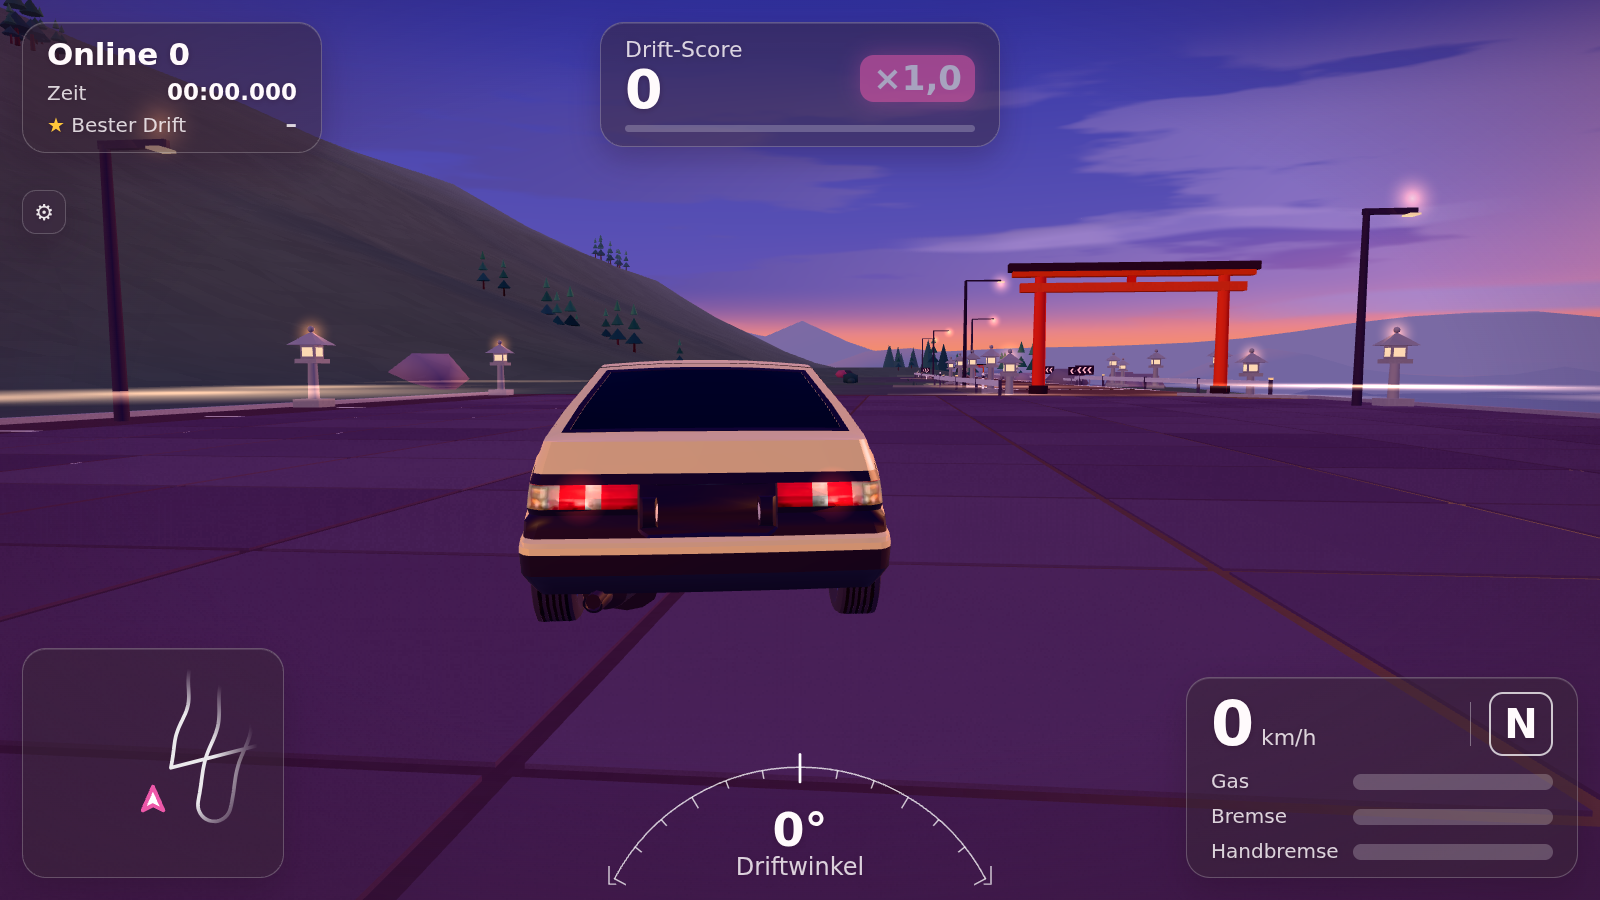 Online 0
Zeit 00:00.000
★ Bester Drift –
Drift-Score
0
×1,0
0°
Driftwinkel
0 km/h
N
Gas
Bremse
Handbremse